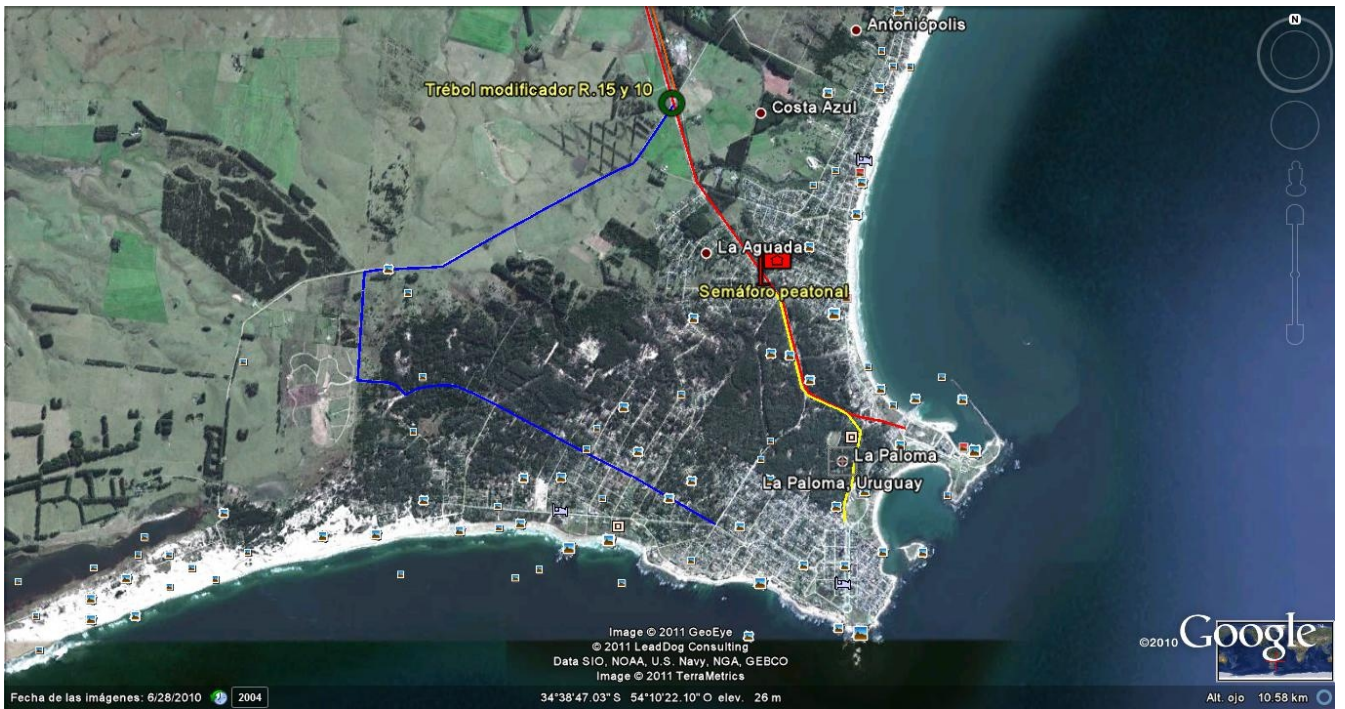 N
Antoniópolis
Trébol modificador R.15 y 10
Costa Azul
La Aguada
Semáforo peatonal
La Paloma
La Paloma, Uruguay
Image © 2011 GeoEye
© 2011 LeadDog Consulting
Data SIO, NOAA, U.S. Navy, NGA, GEBCO
Image © 2011 TerraMetrics
©2010 Google
Fecha de las imágenes: 6/28/2010 2004 34°38'47.03" S 54°10'22.10" O elev. 26 m Alt. ojo 10.58 km